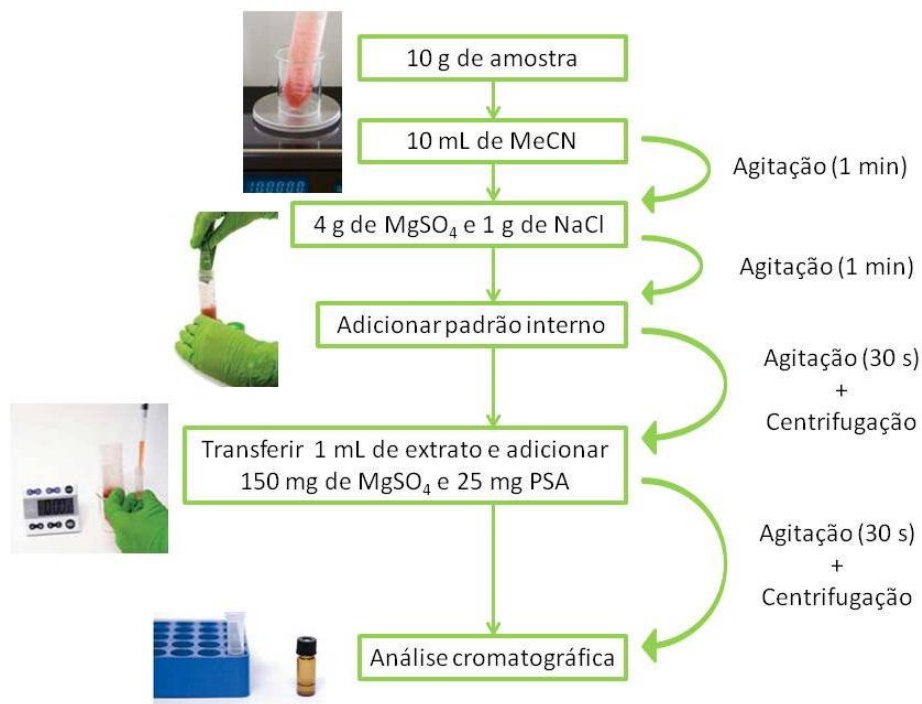 10 g de amostra
10 mL de MeCN
Agitação (1 min)
4 g de MgSO₄ e 1 g de NaCl
Agitação (1 min)
Adicionar padrão interno
Agitação (30 s)
+
Centrifugação
Transferir 1 mL de extrato e adicionar
150 mg de MgSO₄ e 25 mg PSA
Agitação (30 s)
+
Centrifugação
Análise cromatográfica